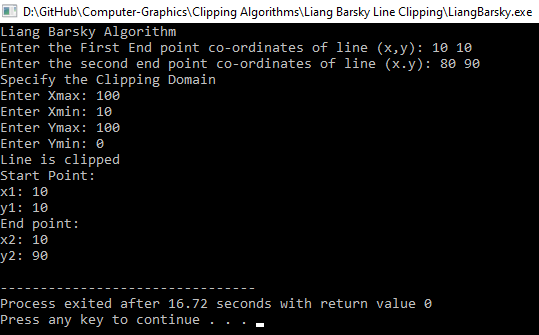 D:\GitHub\Computer-Graphics\Clipping Algorithms\Liang Barsky Line Clipping\LiangBarsky.exe
Liang Barsky Algorithm
Enter the First End point co-ordinates of line (x,y): 10 10
Enter the second end point co-ordinates of line (x.y): 80 90
Specify the Clipping Domain
Enter Xmax: 100
Enter Xmin: 10
Enter Ymax: 100
Enter Ymin: 0
Line is clipped
Start Point:
x1: 10
y1: 10
End point:
x2: 10
y2: 90
--------------------------------
Process exited after 16.72 seconds with return value 0
Press any key to continue . . .